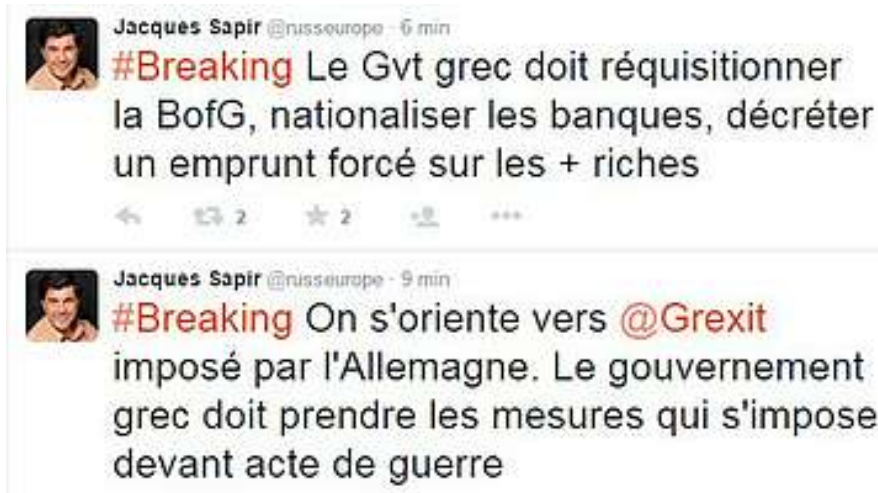 Jacques Sapir @russeurope · 6 min
#Breaking Le Gvt grec doit réquisitionner
la BofG, nationaliser les banques, décréter
un emprunt forcé sur les + riches
2 2
Jacques Sapir @russeurope · 9 min
#Breaking On s'oriente vers @Grexit
imposé par l'Allemagne. Le gouvernement
grec doit prendre les mesures qui s'impose
devant acte de guerre